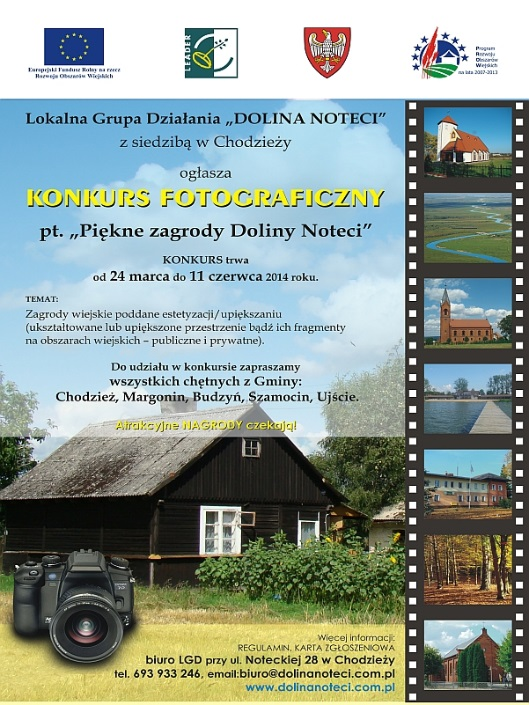 Europejski Fundusz Rolny na rzecz
Rozwoju Obszarów Wiejskich
LEADER
Program
Rozwoju
Obszarów
Wiejskich
na lata 2007-2013
Lokalna Grupa Działania „DOLINA NOTECI”
z siedzibą w Chodzieży
ogłasza
KONKURS FOTOGRAFICZNY
pt. „Piękne zagrody Doliny Noteci”
KONKURS trwa
od 24 marca do 11 czerwca 2014 roku.
TEMAT:
Zagrody wiejskie poddane estetyzacji/upiększaniu
(ukształtowane lub upiększone przestrzenie bądź ich fragmenty
na obszarach wiejskich – publiczne i prywatne).
Do udziału w konkursie zapraszamy
wszystkich chętnych z Gminy:
Chodzież, Margonin, Budzyń, Szamocin, Ujście.
Atrakcyjne NAGRODY czekają!
Więcej informacji:
REGULAMIN, KARTA ZGŁOSZENIOWA
biuro LGD przy ul. Noteckiej 28 w Chodzieży
tel. 693 933 246, email:biuro@dolinanoteci.com.pl
www.dolinanoteci.com.pl